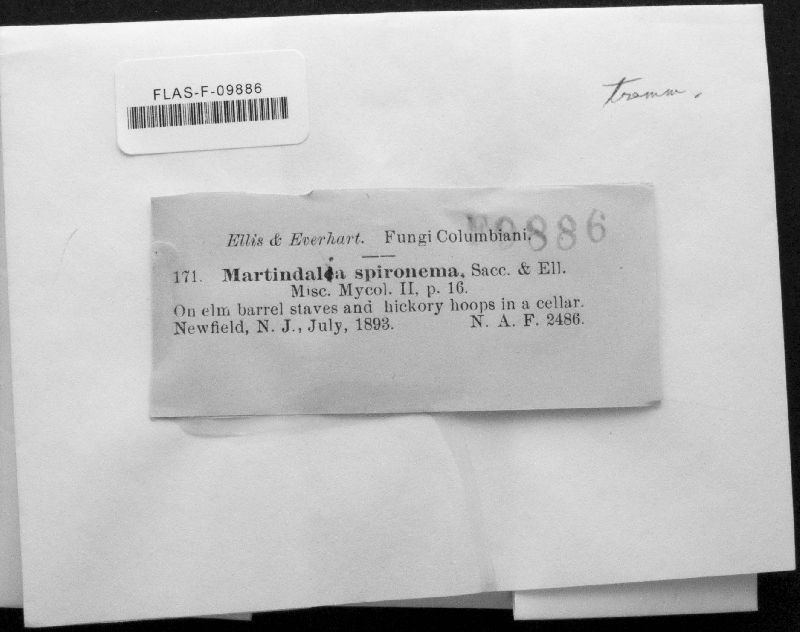 FLAS-F-09886
F9886
Ellis & Everhart. Fungi Columbiani.
171. Martindalia spironema, Sacc. & Ell.
Misc. Mycol. II, p. 16.
On elm barrel staves and hickory hoops in a cellar.
Newfield, N. J., July, 1893. N. A. F. 2486.